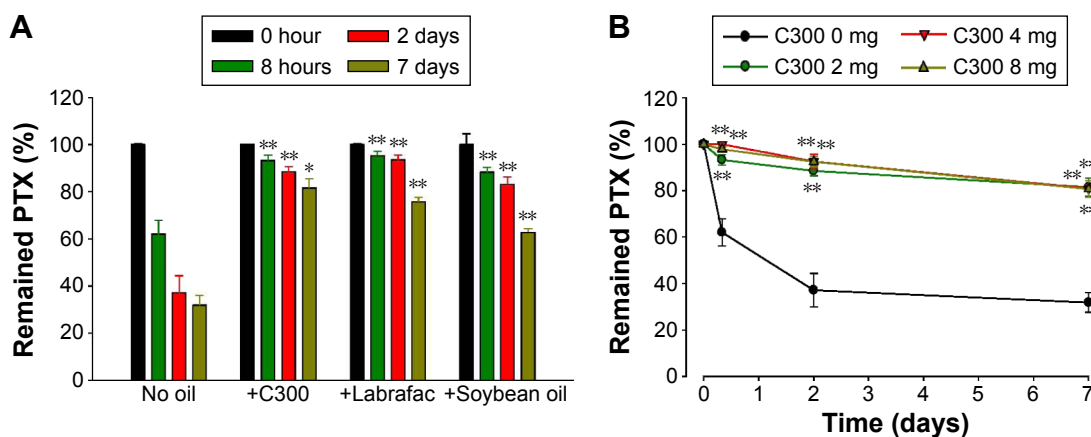 A
0 hour
2 days
8 hours
7 days
Remained PTX (%)
120
100
80
60
40
20
0
** ** *
** ** **
** ** **
No oil
+C300
+Labrafac
+Soybean oil
B
C300 0 mg
C300 4 mg
C300 2 mg
C300 8 mg
Remained PTX (%)
120
100
80
60
40
20
0
** **
**
** **
**
** **
**
0 1 2 3 4 5 6 7
Time (days)